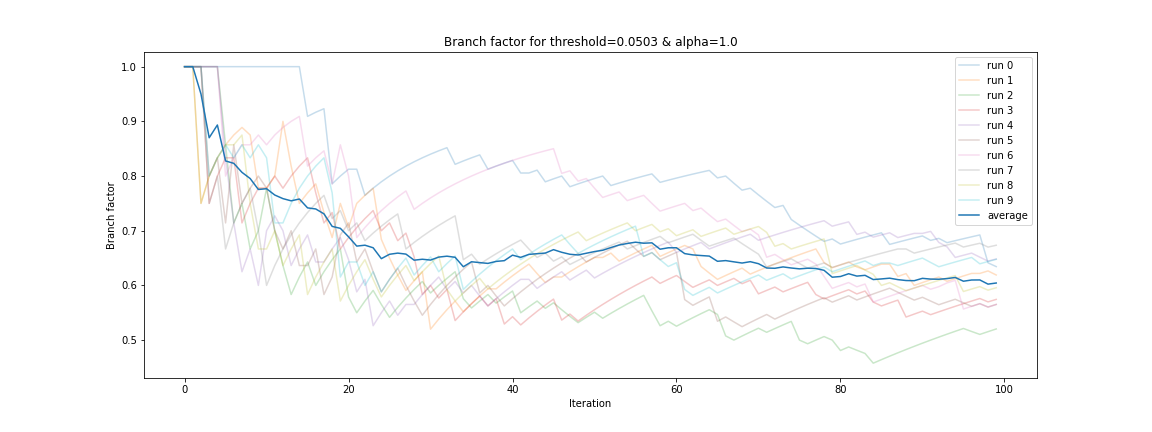 Branch factor for threshold=0.0503 & alpha=1.0
1.0
0.9
0.8
0.7
0.6
0.5
Branch factor
0
20
40
60
80
100
Iteration
run 0
run 1
run 2
run 3
run 4
run 5
run 6
run 7
run 8
run 9
average